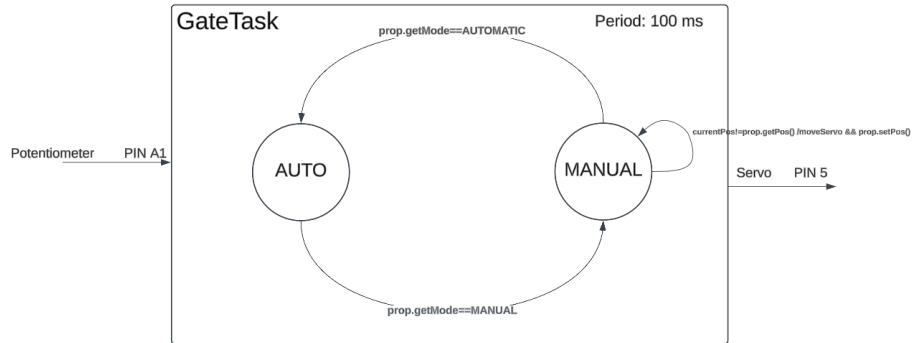 GateTask
Period: 100 ms
prop.getMode==AUTOMATIC
currentPos!=prop.getPos() /moveServo && prop.setPos()
Potentiometer PIN A1
AUTO
MANUAL
Servo PIN 5
prop.getMode==MANUAL